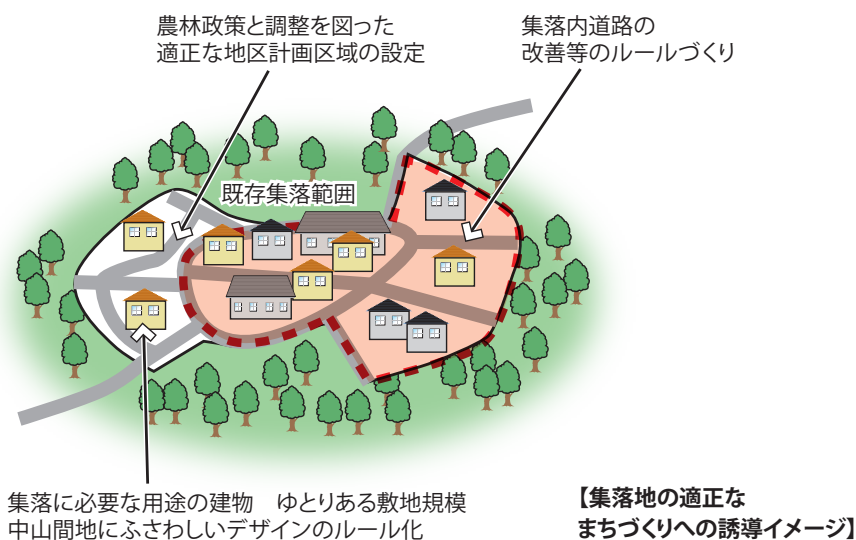 農林政策と調整を図った
適正な地区計画区域の設定
集落内道路の
改善等のルールづくり
既存集落範囲
集落に必要な用途の建物　ゆとりある敷地規模
中山間地にふさわしいデザインのルール化
【集落地の適正な
まちづくりへの誘導イメージ】